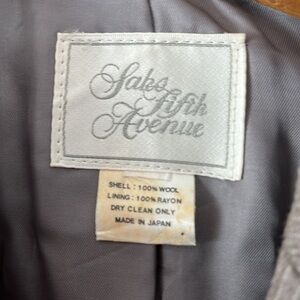 Saks
Fifth
Avenue
SHELL : 100% WOOL
LINING : 100% RAYON
DRY CLEAN ONLY
MADE IN JAPAN